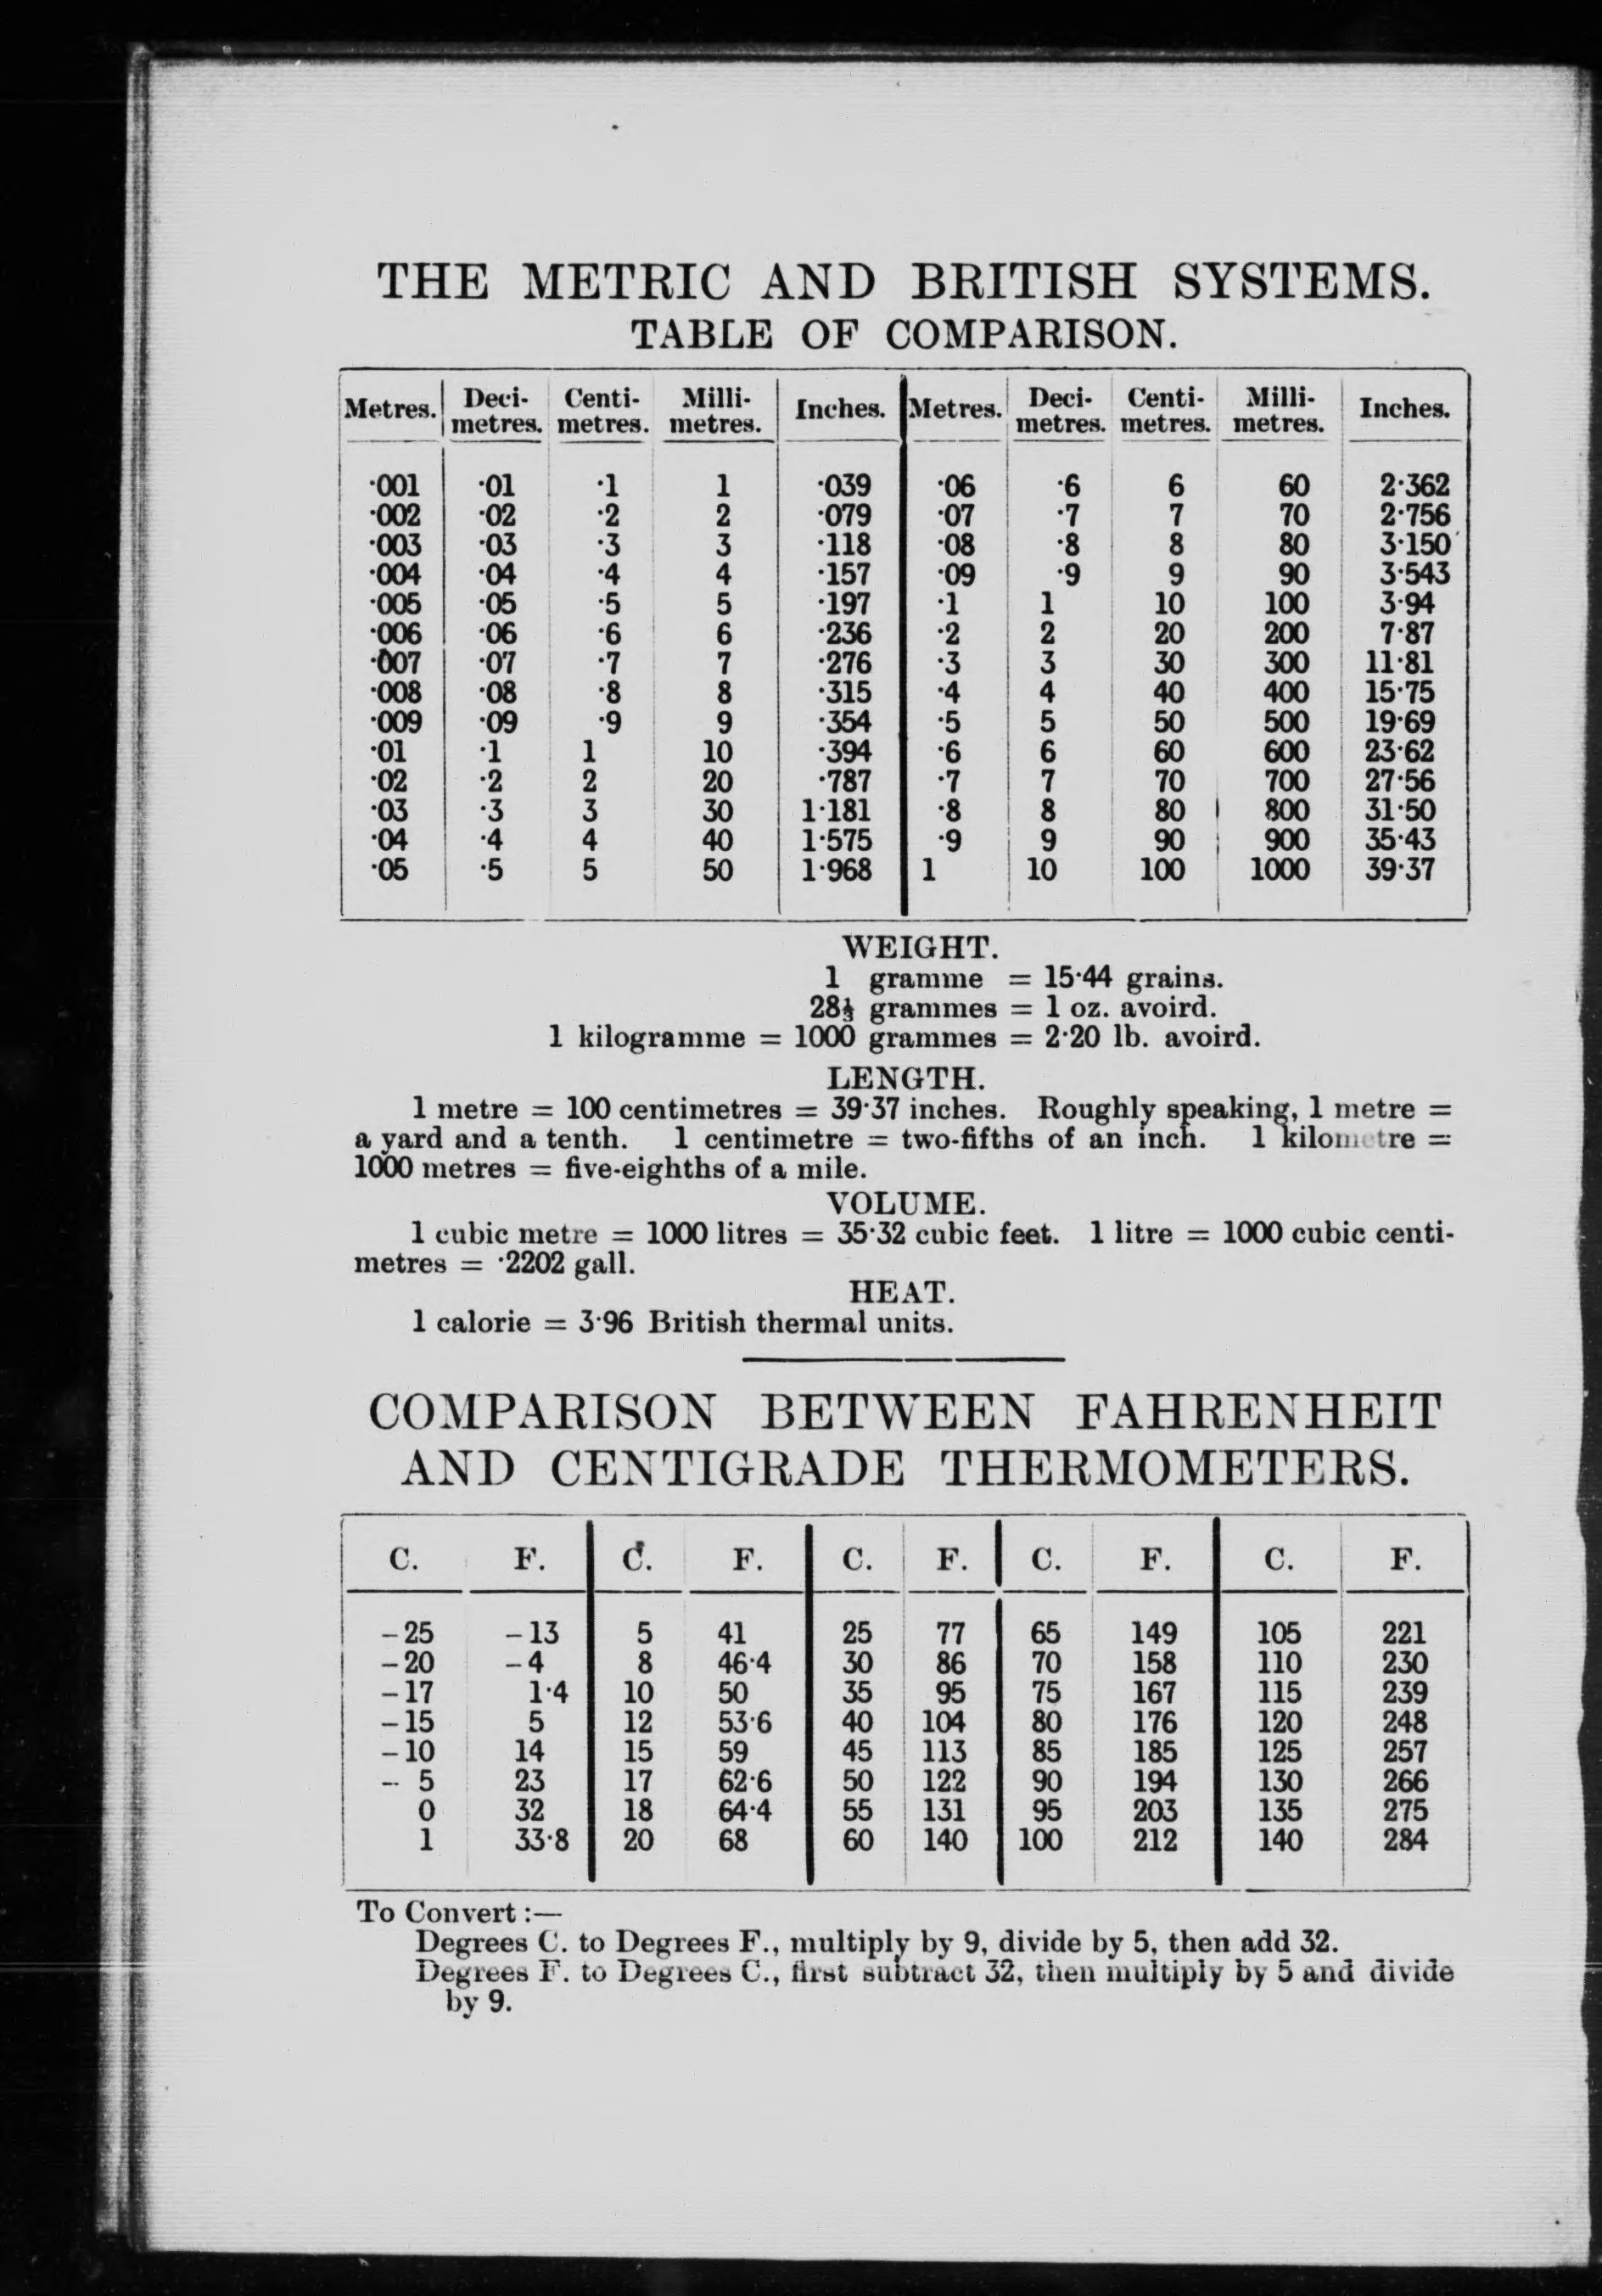 THE METRIC AND BRITISH SYSTEMS.
TABLE OF COMPARISON.
Metres. Deci-metres. Centi-metres. Milli-metres. Inches. Metres. Deci-metres. Centi-metres. Milli-metres. Inches.
·001 ·01 ·1 1 ·039 ·06 ·6 6 60 2·362
·002 ·02 ·2 2 ·079 ·07 ·7 7 70 2·756
·003 ·03 ·3 3 ·118 ·08 ·8 8 80 3·150
·004 ·04 ·4 4 ·157 ·09 ·9 9 90 3·543
·005 ·05 ·5 5 ·197 ·1 1 10 100 3·94
·006 ·06 ·6 6 ·236 ·2 2 20 200 7·87
·007 ·07 ·7 7 ·276 ·3 3 30 300 11·81
·008 ·08 ·8 8 ·315 ·4 4 40 400 15·75
·009 ·09 ·9 9 ·354 ·5 5 50 500 19·69
·01 ·1 1 10 ·394 ·6 6 60 600 23·62
·02 ·2 2 20 ·787 ·7 7 70 700 27·56
·03 ·3 3 30 1·181 ·8 8 80 800 31·50
·04 ·4 4 40 1·575 ·9 9 90 900 35·43
·05 ·5 5 50 1·968 1 10 100 1000 39·37
WEIGHT.
1 gramme = 15·44 grains.
28⅓ grammes = 1 oz. avoird.
1 kilogramme = 1000 grammes = 2·20 lb. avoird.
LENGTH.
1 metre = 100 centimetres = 39·37 inches. Roughly speaking, 1 metre =
a yard and a tenth. 1 centimetre = two-fifths of an inch. 1 kilometre =
1000 metres = five-eighths of a mile.
VOLUME.
1 cubic metre = 1000 litres = 35·32 cubic feet. 1 litre = 1000 cubic centi-
metres = ·2202 gall.
HEAT.
1 calorie = 3·96 British thermal units.
COMPARISON BETWEEN FAHRENHEIT
AND CENTIGRADE THERMOMETERS.
C. F. C. F. C. F. C. F. C. F.
-25 -13 5 41 25 77 65 149 105 221
-20 -4 8 46·4 30 86 70 158 110 230
-17 1·4 10 50 35 95 75 167 115 239
-15 5 12 53·6 40 104 80 176 120 248
-10 14 15 59 45 113 85 185 125 257
- 5 23 17 62·6 50 122 90 194 130 266
0 32 18 64·4 55 131 95 203 135 275
1 33·8 20 68 60 140 100 212 140 284
To Convert :—
Degrees C. to Degrees F., multiply by 9, divide by 5, then add 32.
Degrees F. to Degrees C., first subtract 32, then multiply by 5 and divide
by 9.